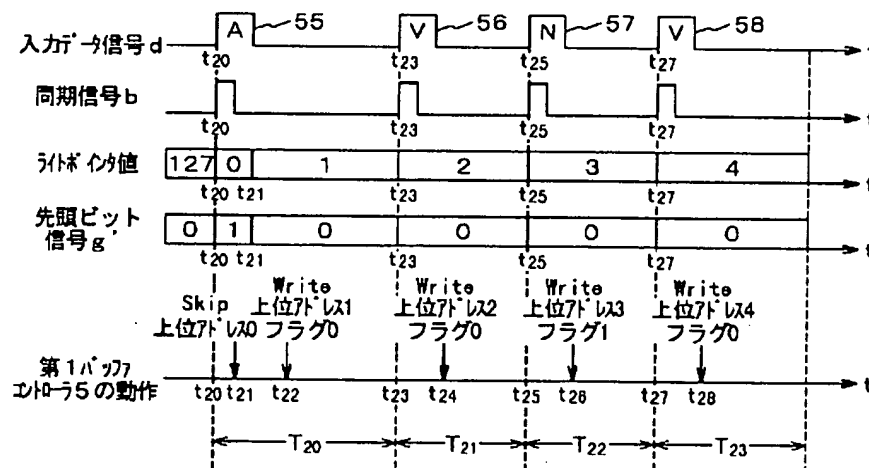 入力データ信号d A 55 V 56 N 57 V 58 t
t20 t23 t25 t27
同期信号b t
t20 t23 t25 t27
ライトポインタ値 127 0 1 2 3 4 t
t20 t21 t23 t25 t27
先頭ビット
信号g' 0 1 0 0 0 0 t
t20 t21 t23 t25 t27
Skip
上位アドレス0
Write
上位アドレス1
フラグ0
Write
上位アドレス2
フラグ0
Write
上位アドレス3
フラグ1
Write
上位アドレス4
フラグ0
第1バッファ
コントローラ5の動作 t
t20 t21 t22 t23 t24 t25 t26 t27 t28
T20 T21 T22 T23